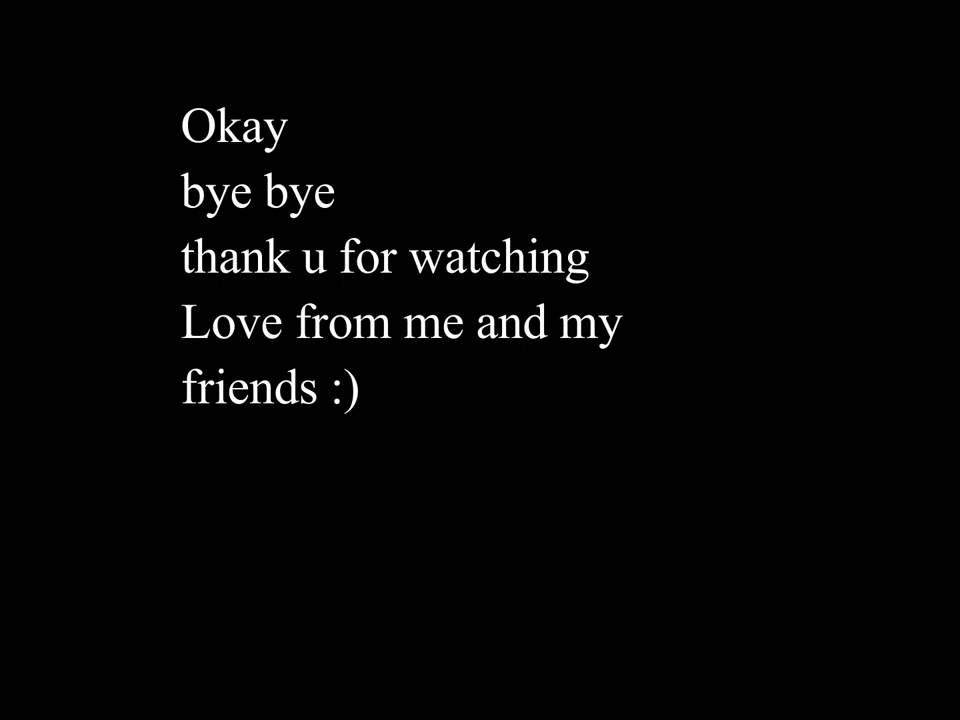 Okay
bye bye
thank u for watching
Love from me and my
friends :)